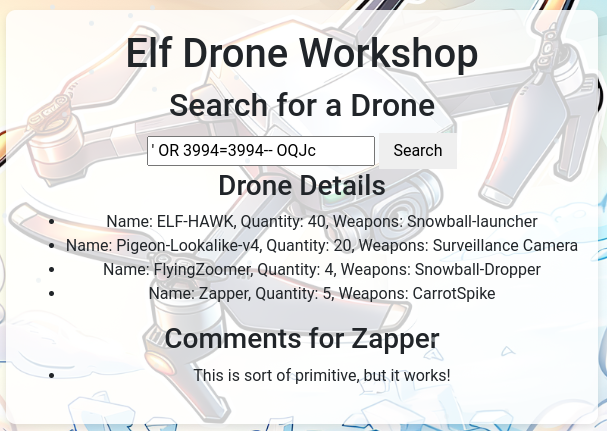 Elf Drone Workshop
Search for a Drone
' OR 3994=3994-- OQJc Search
Drone Details
Name: ELF-HAWK, Quantity: 40, Weapons: Snowball-launcher
Name: Pigeon-Lookalike-v4, Quantity: 20, Weapons: Surveillance Camera
Name: FlyingZoomer, Quantity: 4, Weapons: Snowball-Dropper
Name: Zapper, Quantity: 5, Weapons: CarrotSpike
Comments for Zapper
This is sort of primitive, but it works!